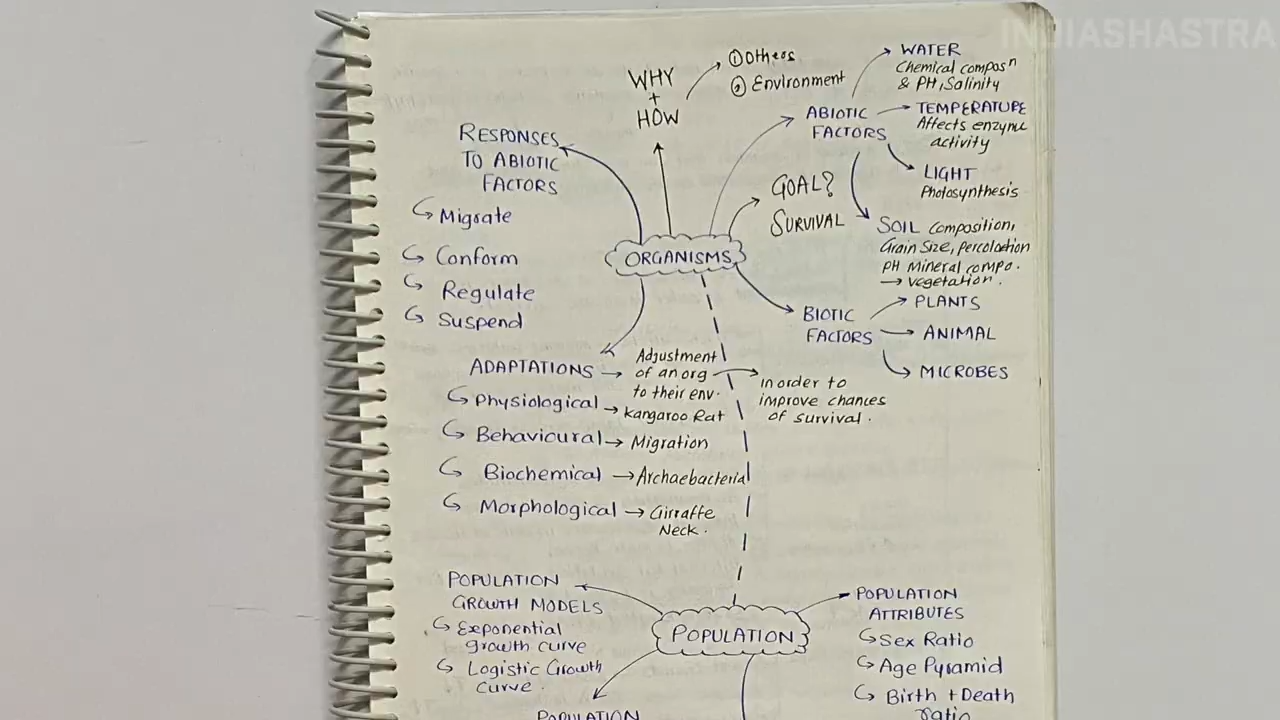 INDIASHASTRA
WHY
+
HOW
① Others
② Environment
ABIOTIC
FACTORS
WATER
Chemical composⁿ
& PH, Salinity
TEMPERATURE
Affects enzyme
activity
LIGHT
Photosynthesis
SOIL composition,
Grain Size, percolaction
PH Mineral compo.
→ vegetation.
GOAL?
SURVIVAL
RESPONSES
TO ABIOTIC
FACTORS
Migrate
Conform
Regulate
Suspend
ORGANISMS
BIOTIC
FACTORS
PLANTS
ANIMAL
MICROBES
ADAPTATIONS → Adjustment
of an org
to their env.
In order to
improve chances
of survival.
Physiological → kangaroo Rat
Behavioural → Migration
Biochemical → Archaebacteria
Morphological → Girraffe
Neck.
POPULATION
GROWTH MODELS
Exponential
growth curve
Logistic Growth
curve.
POPULATION
POPULATION
ATTRIBUTES
Sex Ratio
Age Pyramid
Birth + Death
ratio
POPULATION